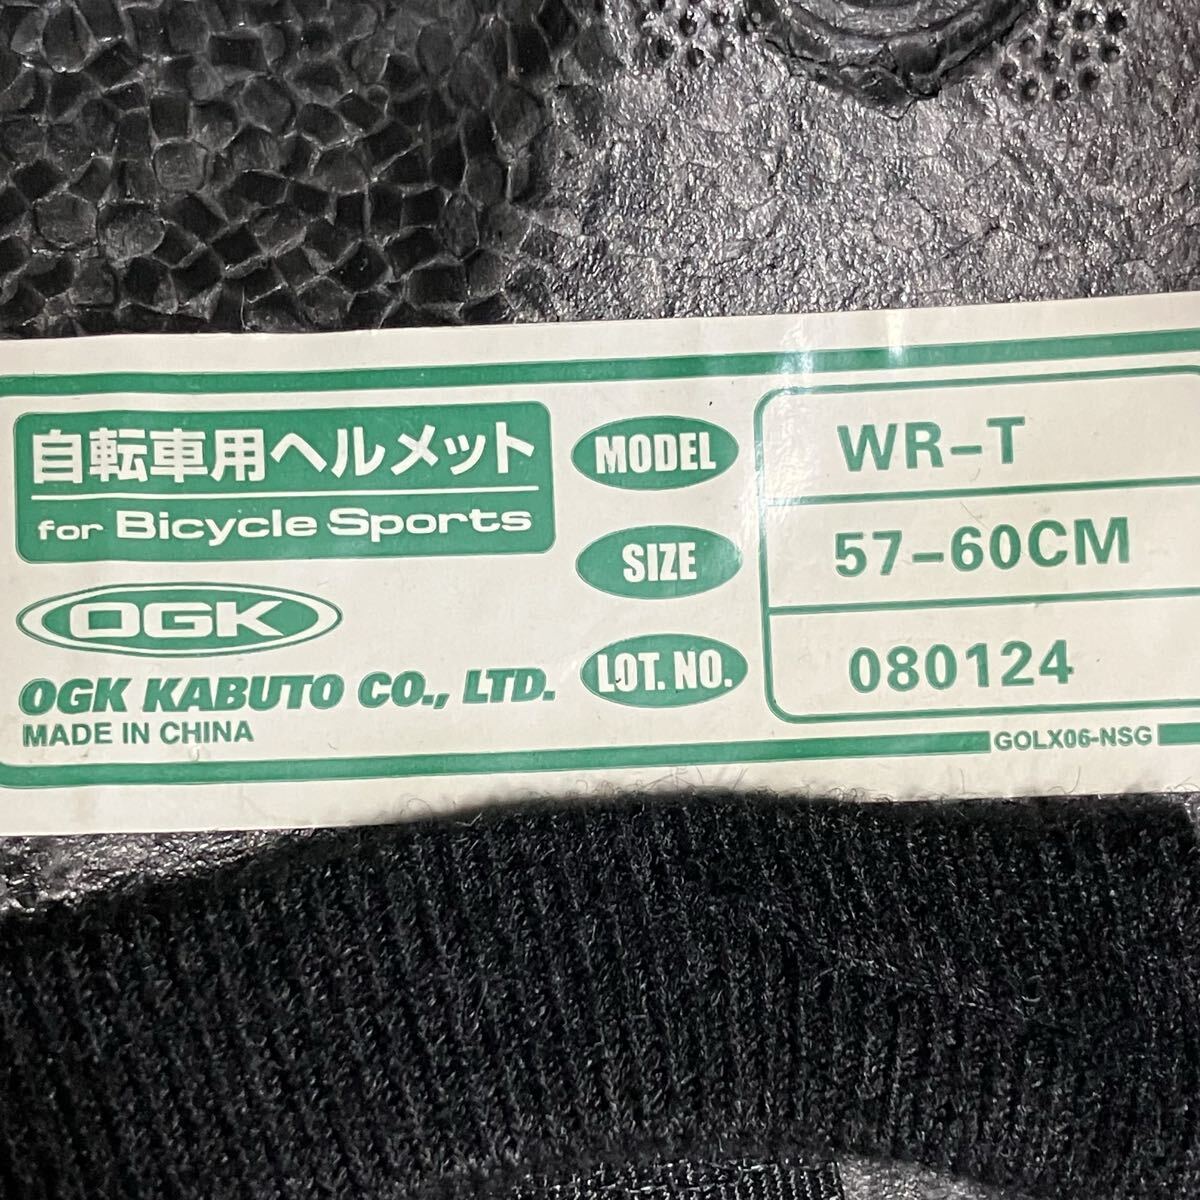 自転車用ヘルメット
for Bicycle Sports
OGK
OGK KABUTO CO., LTD.
MADE IN CHINA
MODEL WR-T
SIZE 57-60CM
LOT. NO. 080124
GOLX06-NSG